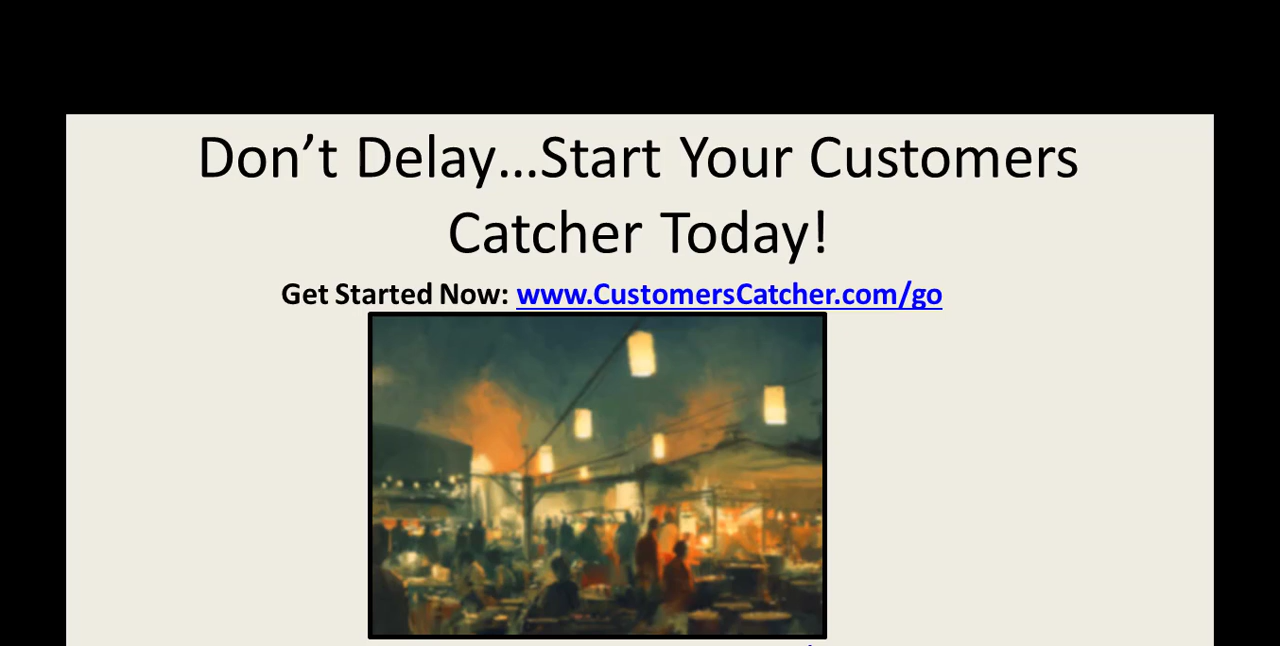 Don’t Delay…Start Your Customers
Catcher Today!
Get Started Now: www.CustomersCatcher.com/go